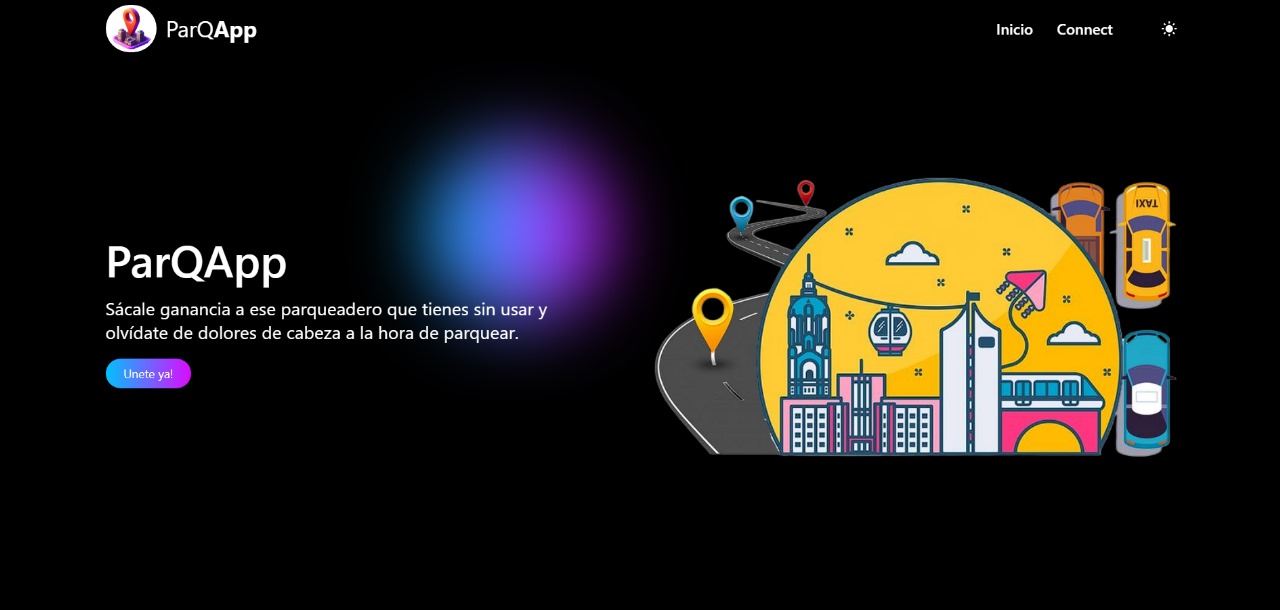 ParQApp
Inicio
Connect
ParQApp
Sácale ganancia a ese parqueadero que tienes sin usar y
olvídate de dolores de cabeza a la hora de parquear.
Unete ya!
TAXI